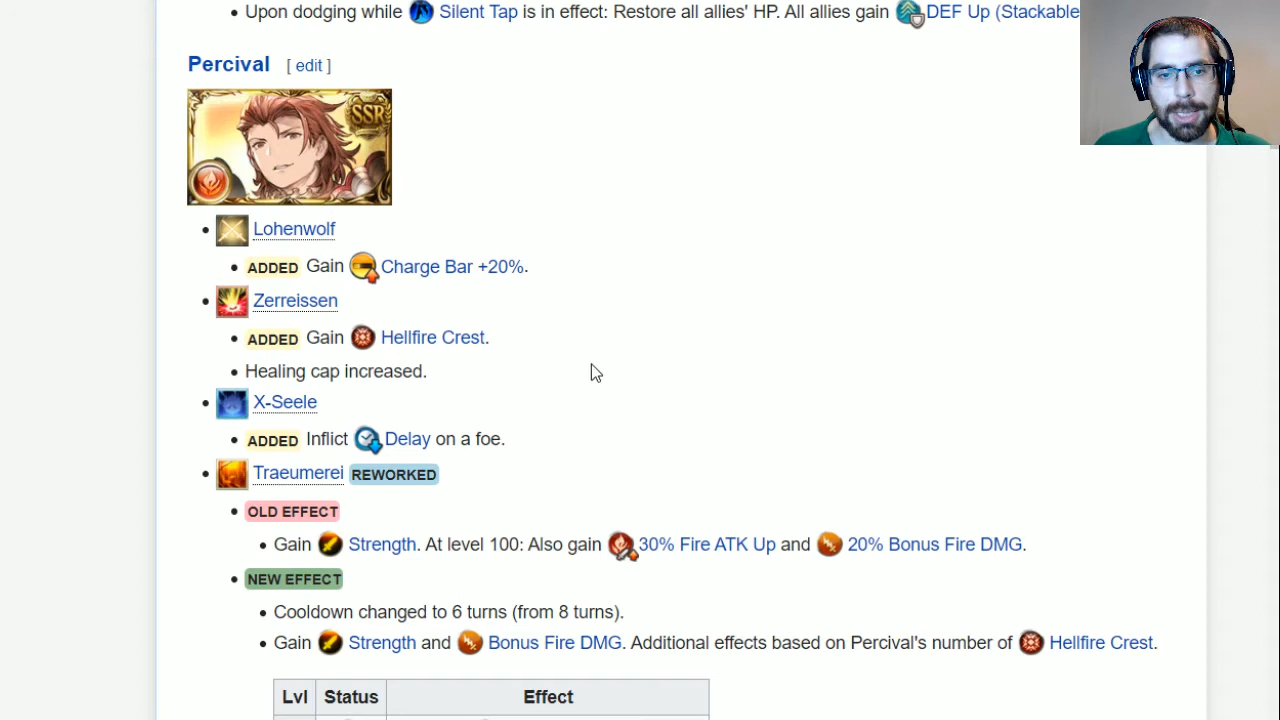 Upon dodging while Silent Tap is in effect: Restore all allies' HP. All allies gain DEF Up (Stackable
Percival [ edit ]
SSR
Lohenwolf
ADDED Gain Charge Bar +20%.
Zerreissen
ADDED Gain Hellfire Crest.
Healing cap increased.
X-Seele
ADDED Inflict Delay on a foe.
Traeumerei REWORKED
OLD EFFECT
Gain Strength. At level 100: Also gain 30% Fire ATK Up and 20% Bonus Fire DMG.
NEW EFFECT
Cooldown changed to 6 turns (from 8 turns).
Gain Strength and Bonus Fire DMG. Additional effects based on Percival's number of Hellfire Crest.
Lvl Status Effect